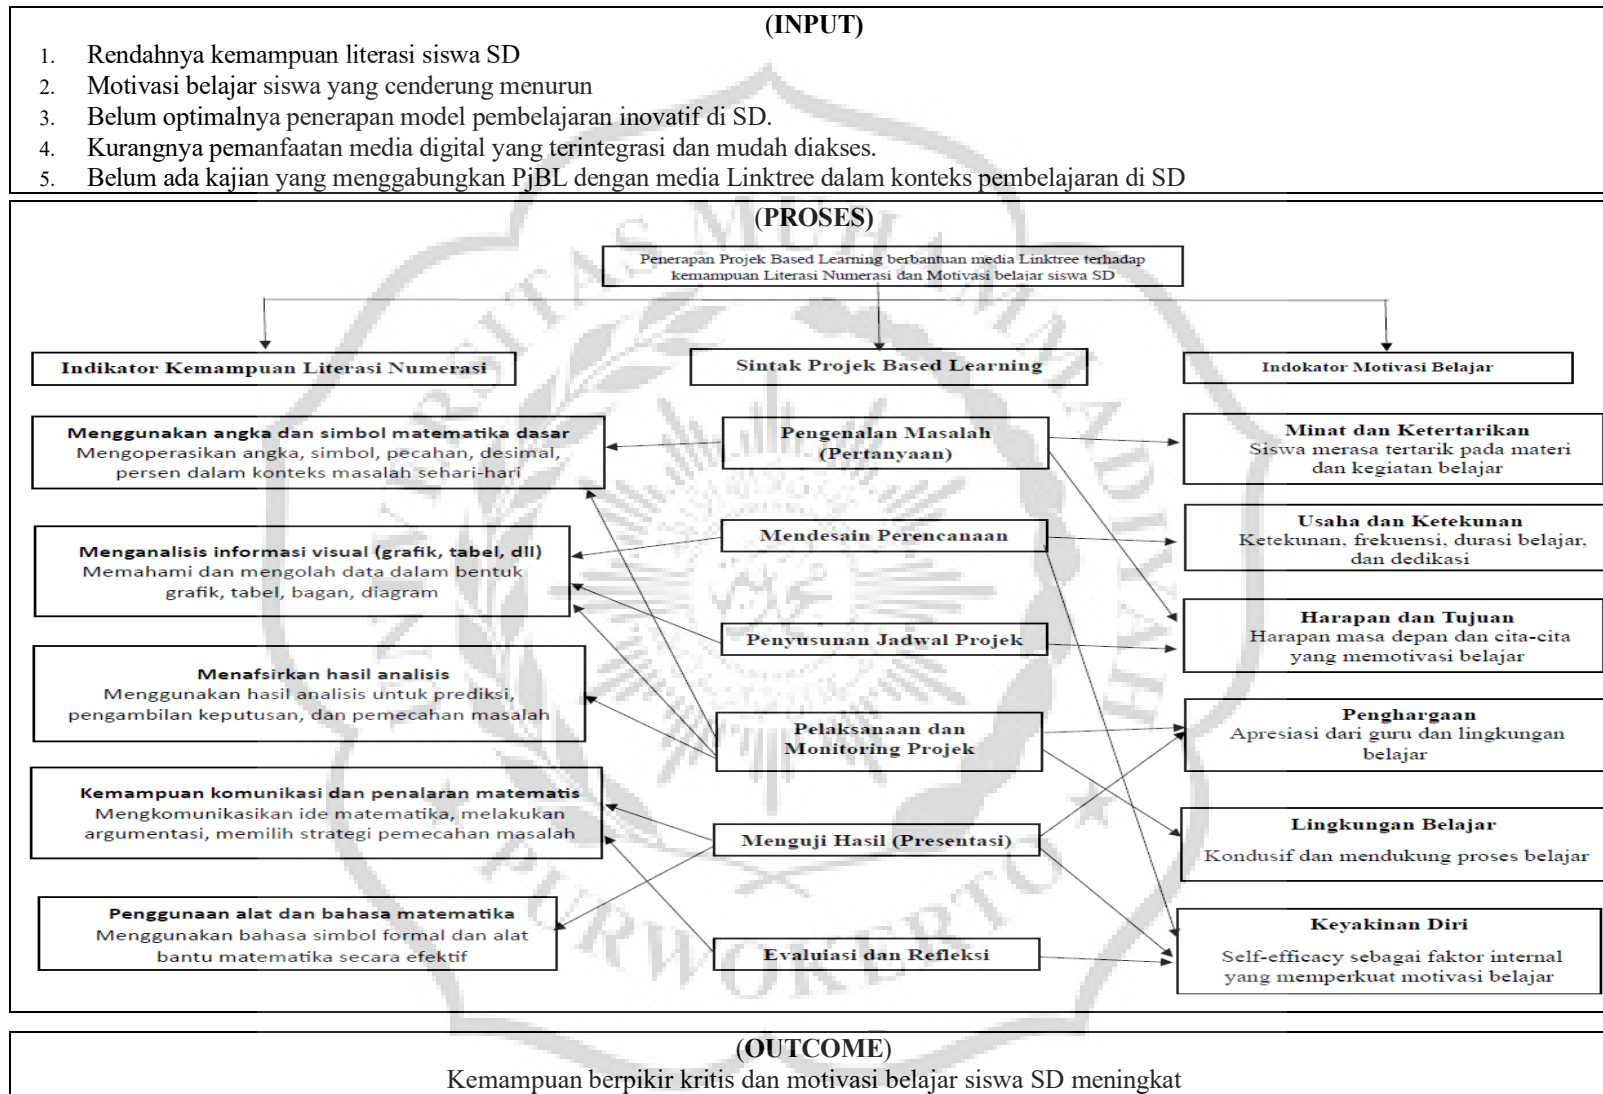 (INPUT)
1. Rendahnya kemampuan literasi siswa SD
2. Motivasi belajar siswa yang cenderung menurun
3. Belum optimalnya penerapan model pembelajaran inovatif di SD.
4. Kurangnya pemanfaatan media digital yang terintegrasi dan mudah diakses.
5. Belum ada kajian yang menggabungkan PjBL dengan media Linktree dalam konteks pembelajaran di SD
(PROSES)
Penerapan Projek Based Learning berbantuan media Linktree terhadap
kemampuan Literasi Numerasi dan Motivasi belajar siswa SD
Indikator Kemampuan Literasi Numerasi
Menggunakan angka dan simbol matematika dasar
Mengoperasikan angka, simbol, pecahan, desimal,
persen dalam konteks masalah sehari-hari
Menganalisis informasi visual (grafik, tabel, dll)
Memahami dan mengolah data dalam bentuk
grafik, tabel, bagan, diagram
Menafsirkan hasil analisis
Menggunakan hasil analisis untuk prediksi,
pengambilan keputusan, dan pemecahan masalah
Kemampuan komunikasi dan penalaran matematis
Mengkomunikasikan ide matematika, melakukan
argumentasi, memilih strategi pemecahan masalah
Penggunaan alat dan bahasa matematika
Menggunakan bahasa simbol formal dan alat
bantu matematika secara efektif
Sintak Projek Based Learning
Pengenalan Masalah
(Pertanyaan)
Mendesain Perencanaan
Penyusunan Jadwal Projek
Pelaksanaan dan
Monitoring Projek
Menguji Hasil (Presentasi)
Evaluiasi dan Refleksi
Indokator Motivasi Belajar
Minat dan Ketertarikan
Siswa merasa tertarik pada materi
dan kegiatan belajar
Usaha dan Ketekunan
Ketekunan, frekuensi, durasi belajar,
dan dedikasi
Harapan dan Tujuan
Harapan masa depan dan cita-cita
yang memotivasi belajar
Penghargaan
Apresiasi dari guru dan lingkungan
belajar
Lingkungan Belajar
Kondusif dan mendukung proses belajar
Keyakinan Diri
Self-efficacy sebagai faktor internal
yang memperkuat motivasi belajar
(OUTCOME)
Kemampuan berpikir kritis dan motivasi belajar siswa SD meningkat
UNIVERSITAS MUHAMMADIYAH
PURWOKERTO